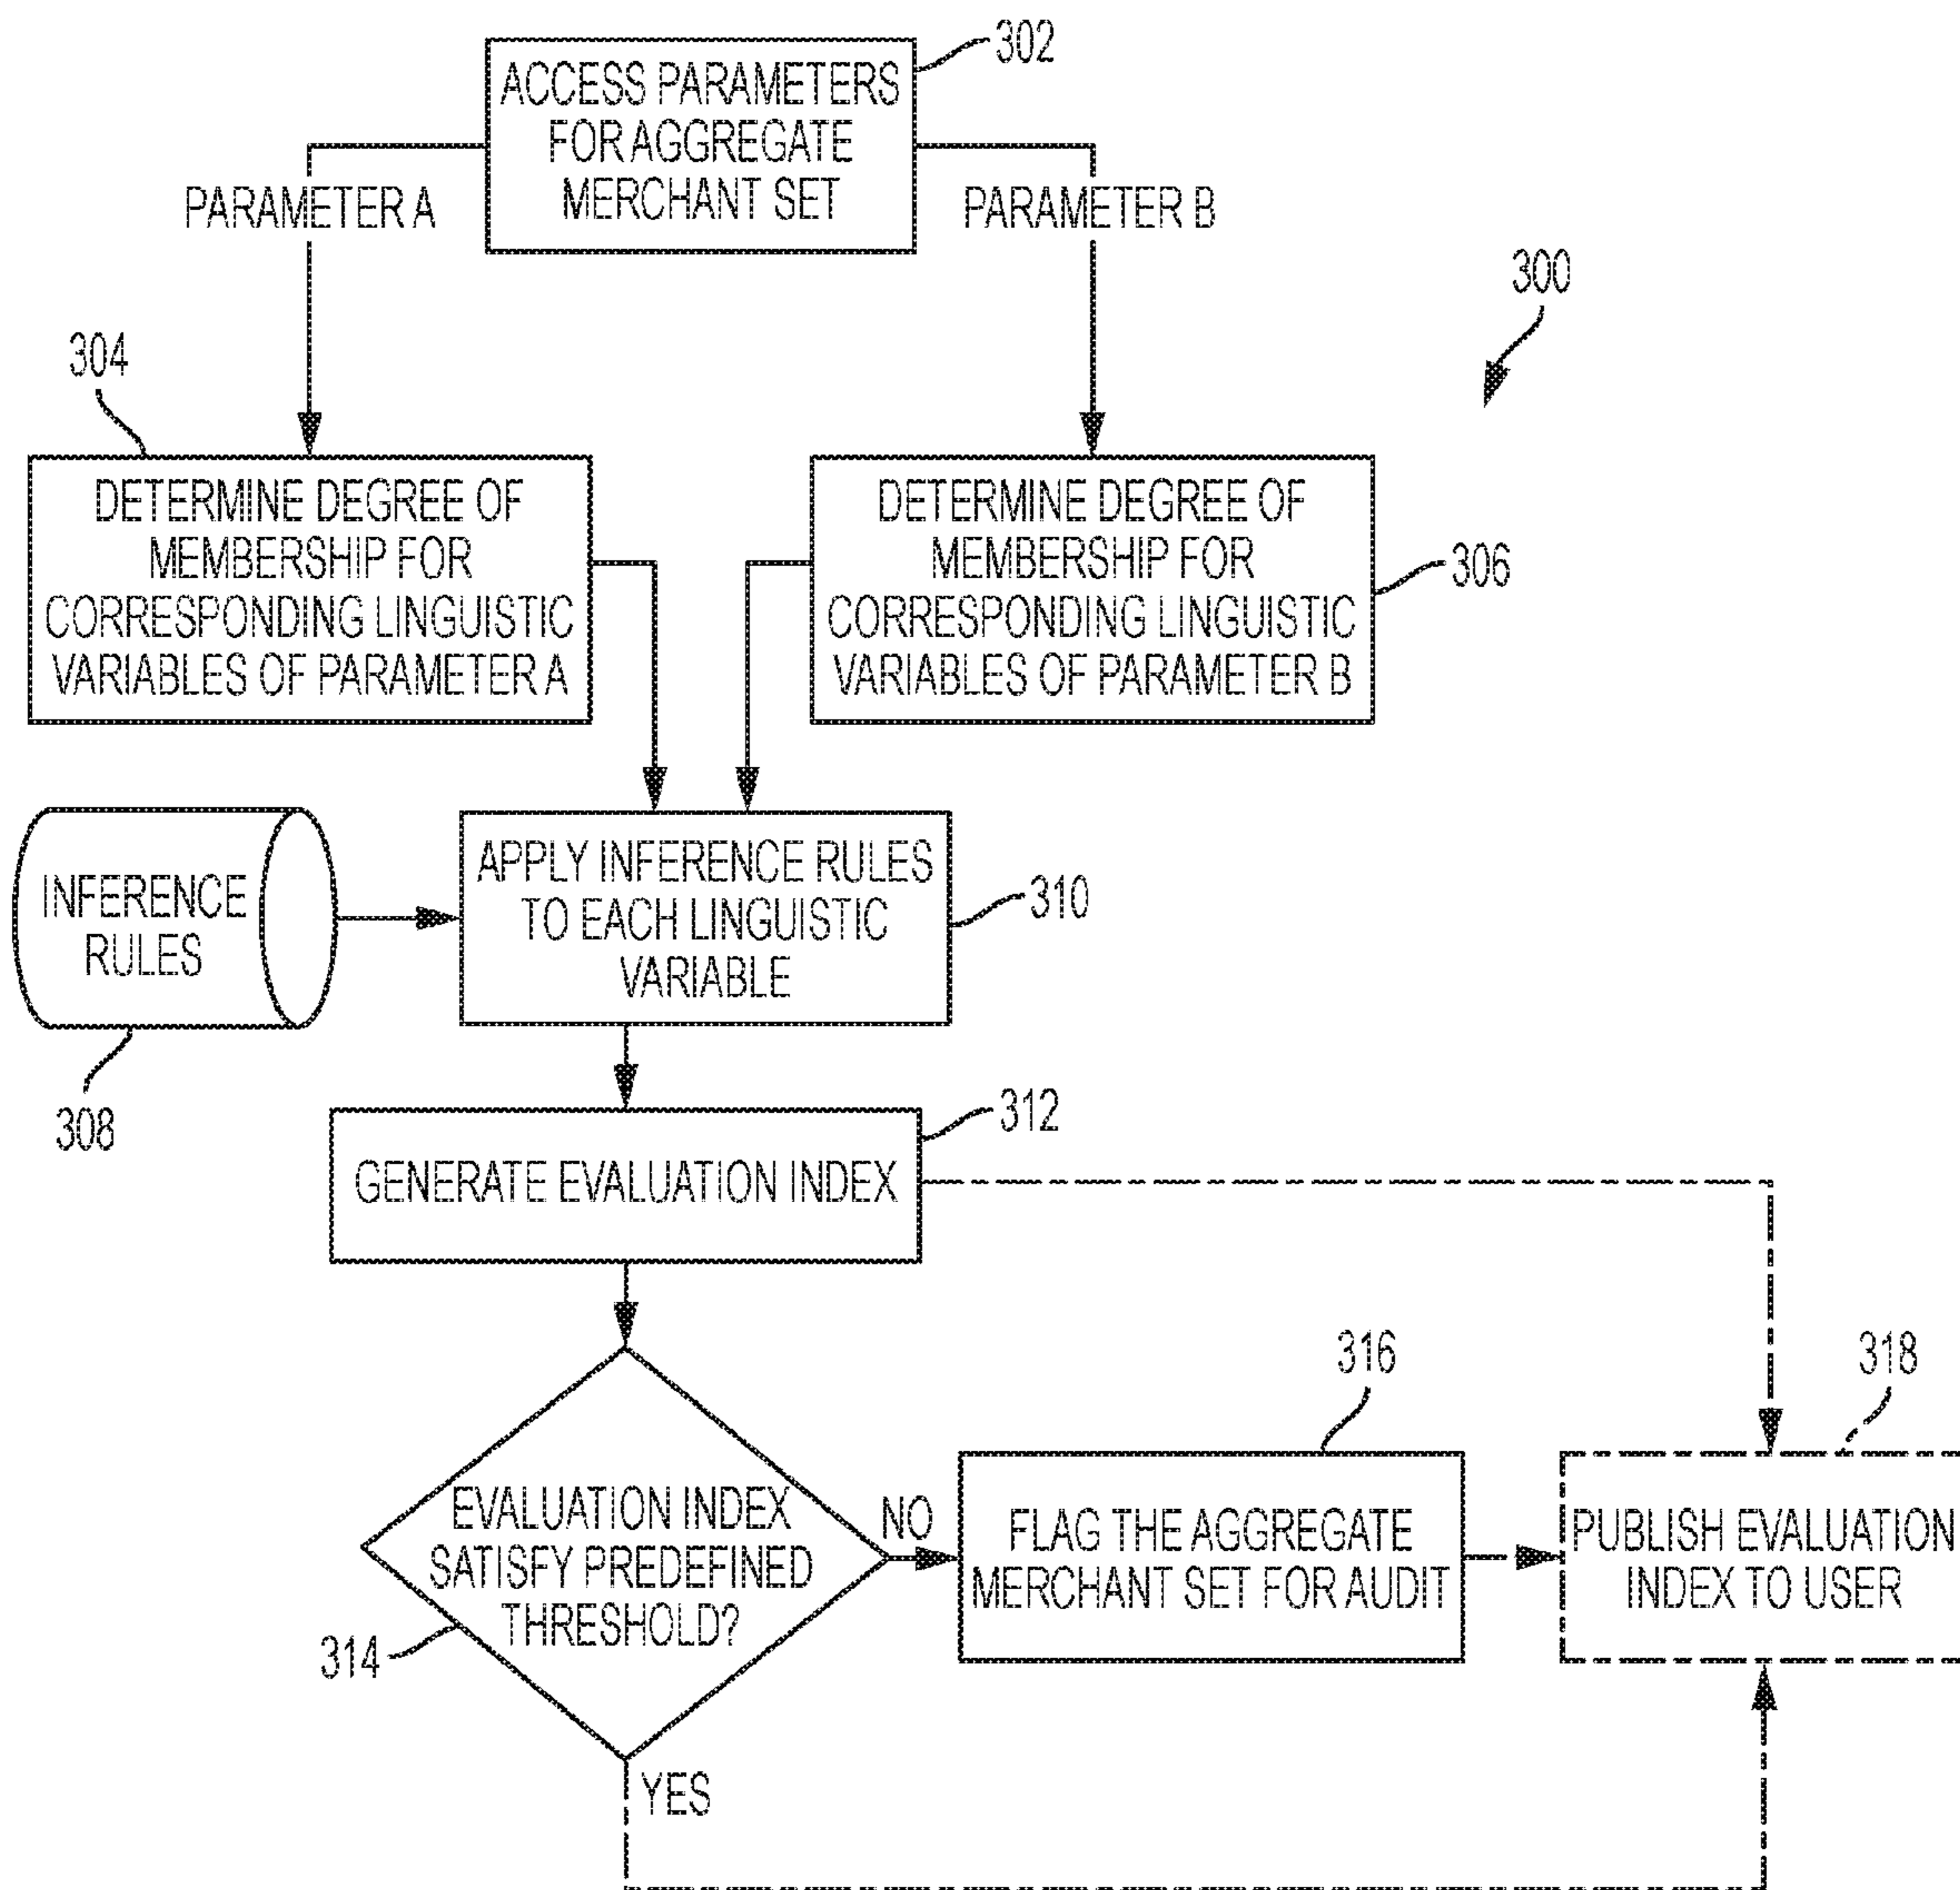 302
ACCESS PARAMETERS
FOR AGGREGATE
MERCHANT SET
PARAMETER A
PARAMETER B
300
304
DETERMINE DEGREE OF
MEMBERSHIP FOR
CORRESPONDING LINGUISTIC
VARIABLES OF PARAMETER A
DETERMINE DEGREE OF
MEMBERSHIP FOR
CORRESPONDING LINGUISTIC
VARIABLES OF PARAMETER B
306
INFERENCE
RULES
308
APPLY INFERENCE RULES
TO EACH LINGUISTIC
VARIABLE
310
312
GENERATE EVALUATION INDEX
EVALUATION INDEX
SATISFY PREDEFINED
THRESHOLD?
314
NO
YES
316
FLAG THE AGGREGATE
MERCHANT SET FOR AUDIT
318
PUBLISH EVALUATION
INDEX TO USER